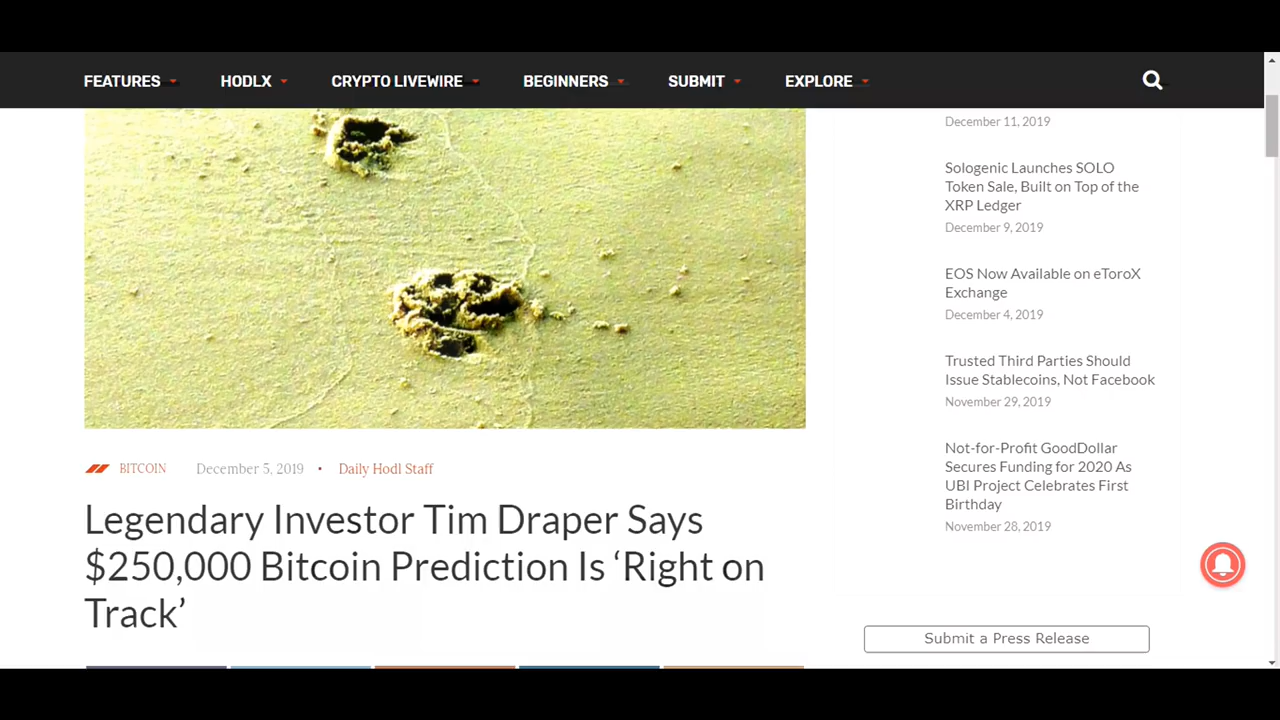 FEATURES HODLX CRYPTO LIVEWIRE BEGINNERS SUBMIT EXPLORE
BITCOIN December 5, 2019 • Daily Hodl Staff
Legendary Investor Tim Draper Says
$250,000 Bitcoin Prediction Is ‘Right on
Track’
December 11, 2019
Sologenic Launches SOLO
Token Sale, Built on Top of the
XRP Ledger
December 9, 2019
EOS Now Available on eToroX
Exchange
December 4, 2019
Trusted Third Parties Should
Issue Stablecoins, Not Facebook
November 29, 2019
Not-for-Profit GoodDollar
Secures Funding for 2020 As
UBI Project Celebrates First
Birthday
November 28, 2019
Submit a Press Release